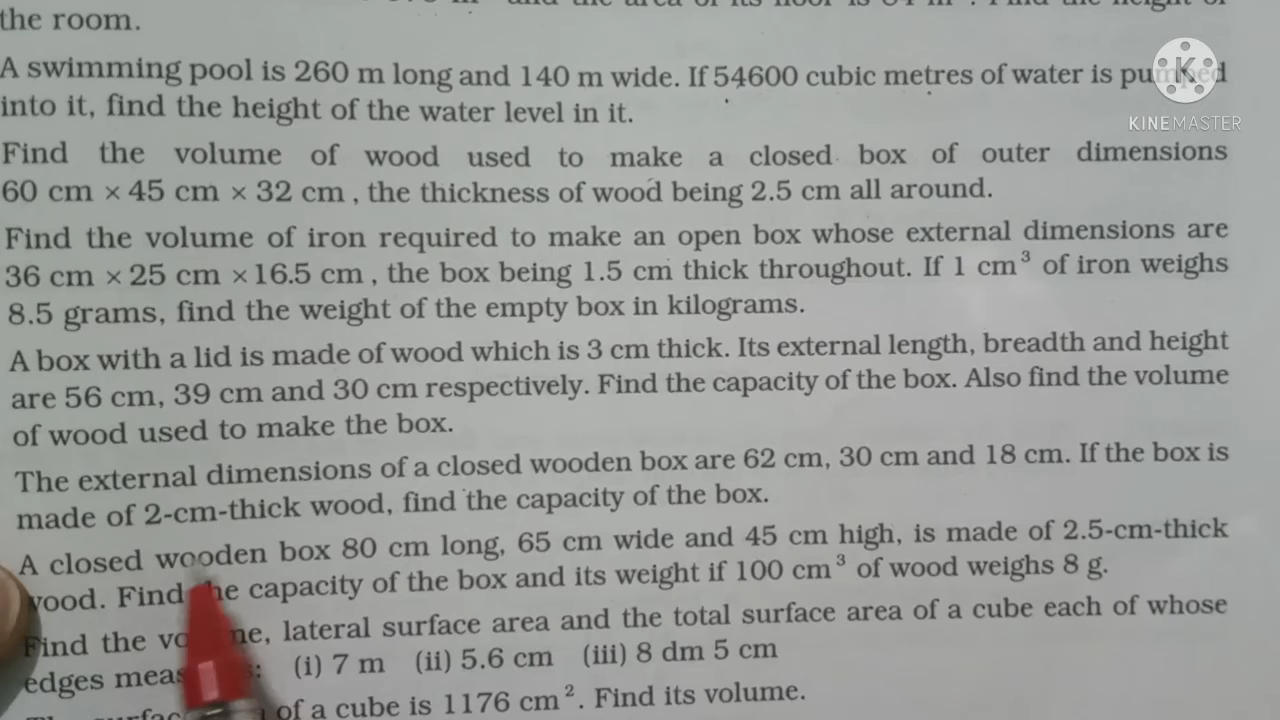 the room.
A swimming pool is 260 m long and 140 m wide. If 54600 cubic metres of water is pumped
into it, find the height of the water level in it.
KINEMASTER
Find the volume of wood used to make a closed box of outer dimensions
60 cm × 45 cm × 32 cm, the thickness of wood being 2.5 cm all around.
Find the volume of iron required to make an open box whose external dimensions are
36 cm × 25 cm × 16.5 cm, the box being 1.5 cm thick throughout. If 1 cm³ of iron weighs
8.5 grams, find the weight of the empty box in kilograms.
A box with a lid is made of wood which is 3 cm thick. Its external length, breadth and height
are 56 cm, 39 cm and 30 cm respectively. Find the capacity of the box. Also find the volume
of wood used to make the box.
The external dimensions of a closed wooden box are 62 cm, 30 cm and 18 cm. If the box is
made of 2-cm-thick wood, find the capacity of the box.
A closed wooden box 80 cm long, 65 cm wide and 45 cm high, is made of 2.5-cm-thick
wood. Find the capacity of the box and its weight if 100 cm³ of wood weighs 8 g.
Find the volume, lateral surface area and the total surface area of a cube each of whose
edges measures: (i) 7 m (ii) 5.6 cm (iii) 8 dm 5 cm
of a cube is 1176 cm². Find its volume.